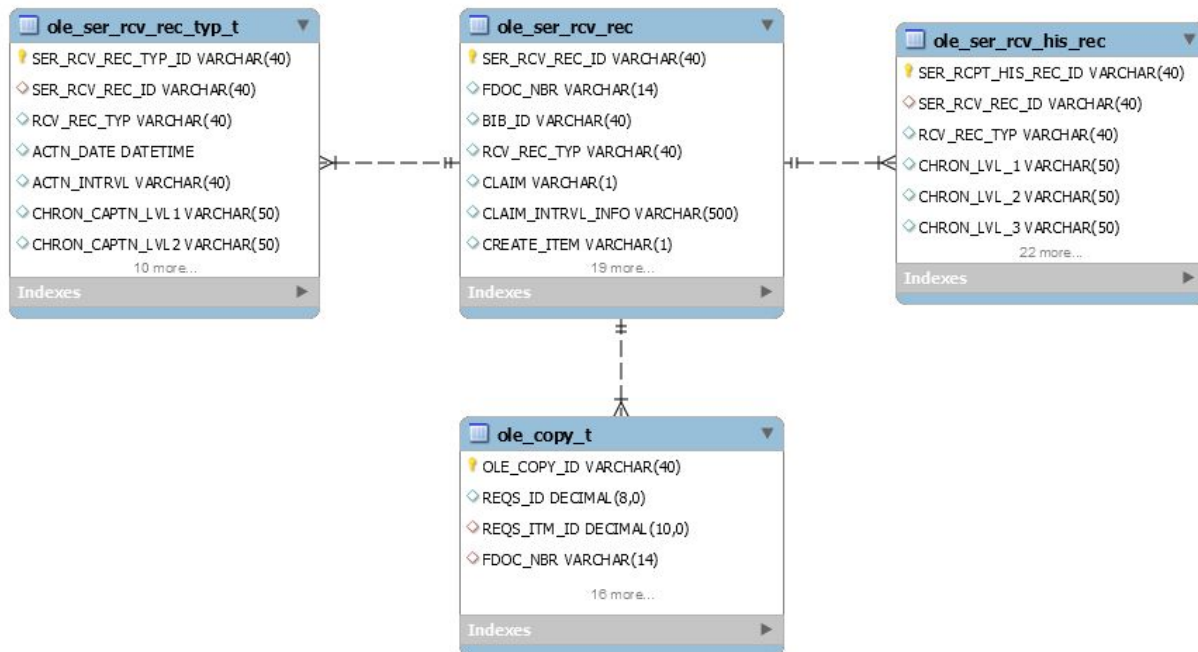 ole_ser_rcv_rec_typ_t
SER_RCV_REC_TYP_ID VARCHAR(40)
SER_RCV_REC_ID VARCHAR(40)
RCV_REC_TYP VARCHAR(40)
ACTN_DATE DATETIME
ACTN_INTRVL VARCHAR(40)
CHRON_CAPTN_LVL1 VARCHAR(50)
CHRON_CAPTN_LVL2 VARCHAR(50)
10 more...
Indexes
ole_ser_rcv_rec
SER_RCV_REC_ID VARCHAR(40)
FDOC_NBR VARCHAR(14)
BIB_ID VARCHAR(40)
RCV_REC_TYP VARCHAR(40)
CLAIM VARCHAR(1)
CLAIM_INTRVL_INFO VARCHAR(500)
CREATE_ITEM VARCHAR(1)
19 more...
Indexes
ole_ser_rcv_his_rec
SER_RCPT_HIS_REC_ID VARCHAR(40)
SER_RCV_REC_ID VARCHAR(40)
RCV_REC_TYP VARCHAR(40)
CHRON_LVL_1 VARCHAR(50)
CHRON_LVL_2 VARCHAR(50)
CHRON_LVL_3 VARCHAR(50)
22 more...
Indexes
ole_copy_t
OLE_COPY_ID VARCHAR(40)
REQS_ID DECIMAL(8,0)
REQS_ITM_ID DECIMAL(10,0)
FDOC_NBR VARCHAR(14)
16 more...
Indexes